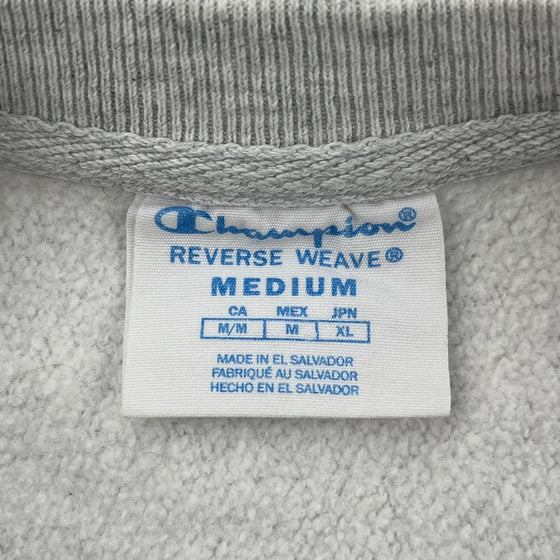 Champion®
REVERSE WEAVE®
MEDIUM
CA MEX JPN
M/M M XL
MADE IN EL SALVADOR
FABRIQUÉ AU SALVADOR
HECHO EN EL SALVADOR